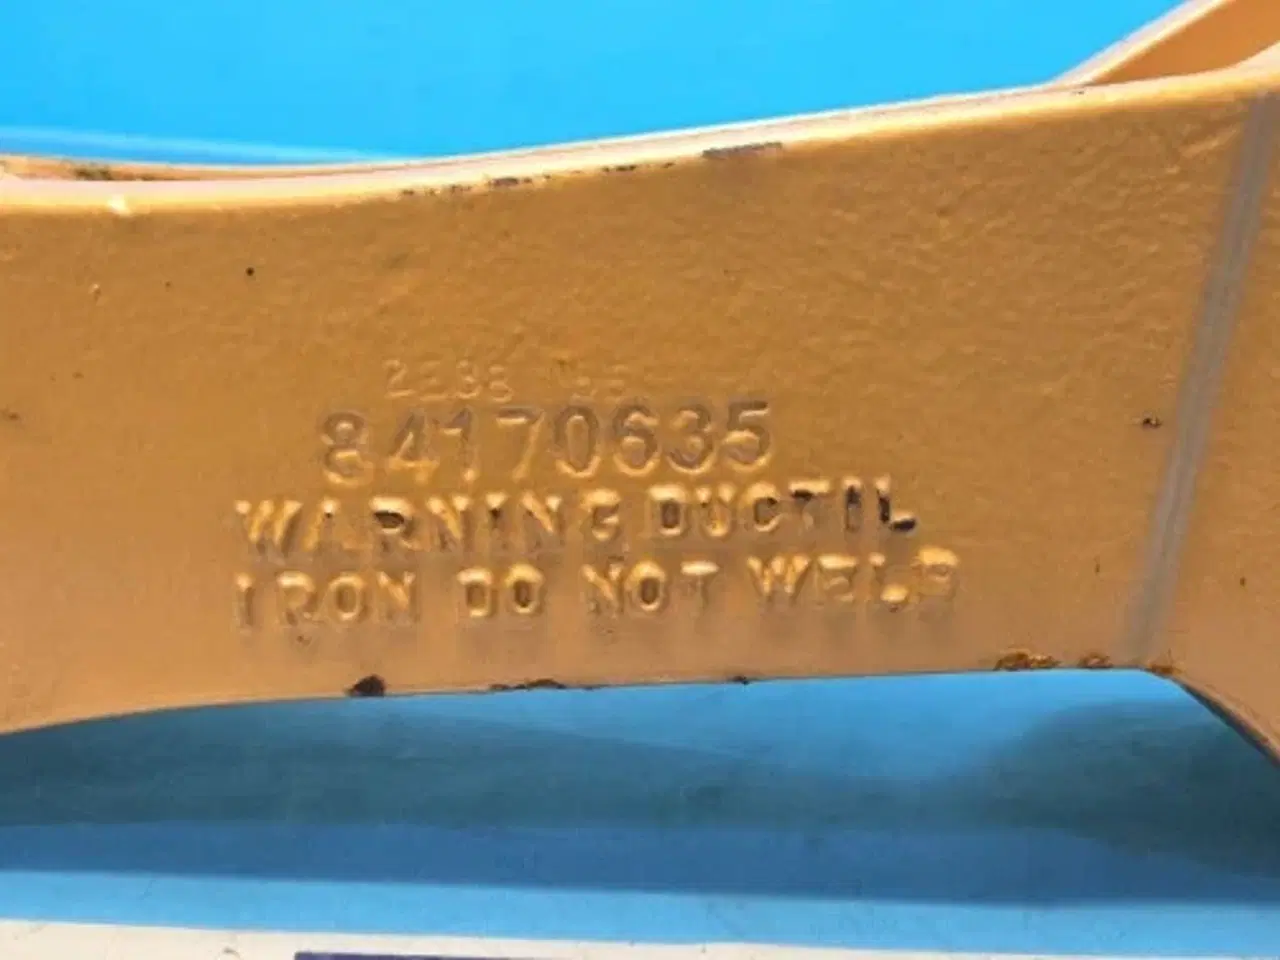 84170635
WARNING DUCTIL
IRON DO NOT WELD